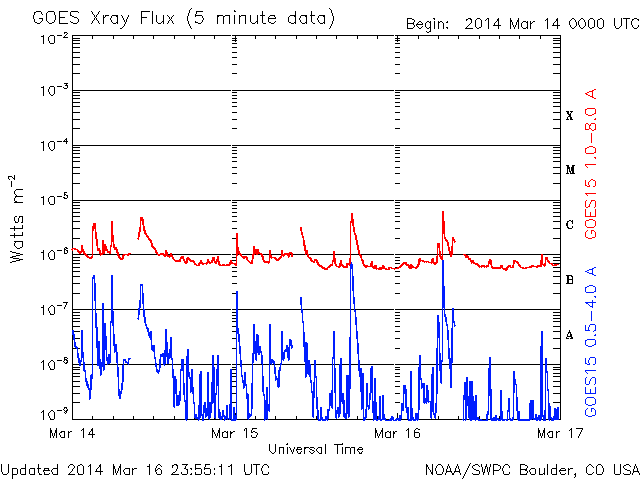 GOES Xray Flux (5 minute data)
Begin: 2014 Mar 14 0000 UTC
10⁻²
10⁻³
10⁻⁴
10⁻⁵
10⁻⁶
10⁻⁷
10⁻⁸
10⁻⁹
Watts m⁻²
X
M
C
B
A
GOES15 1.0-8.0 A
GOES15 0.5-4.0 A
Mar 14
Mar 15
Mar 16
Mar 17
Universal Time
Updated 2014 Mar 16 23:55:11 UTC
NOAA/SWPC Boulder, CO USA